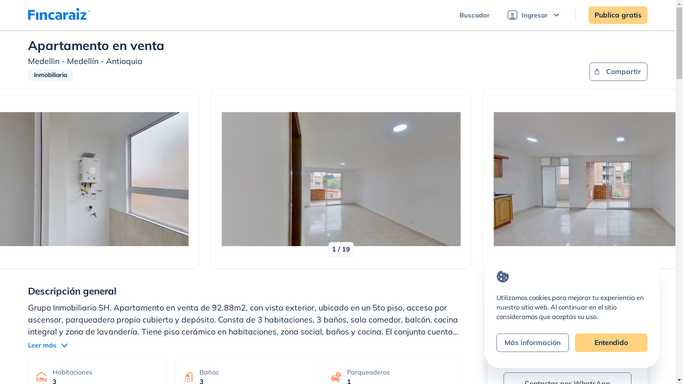 Fincaraiz
Buscador
Ingresar
Publica gratis
Apartamento en venta
Medellin - Medellín - Antioquia
Inmobiliaria
Compartir
1 / 19
Descripción general
Grupo Inmobiliario SH. Apartamento en venta de 92.88m2, con vista exterior, ubicado en un 5to piso, acceso por
ascensor, parqueadero propio cubierto y depósito. Consta de 3 habitaciones, 3 baños, sala comedor, balcón, cocina
integral y zona de lavandería. Tiene piso cerámico en habitaciones, zona social, baños y cocina. El conjunto cuenta...
Leer más
Habitaciones
3
Baños
3
Parqueaderos
1
Utilizamos cookies para mejorar tu experiencia en
nuestro sitio web. Al continuar en el sitio
consideramos que aceptas su uso.
Más información
Entendido
Contactar por WhatsApp